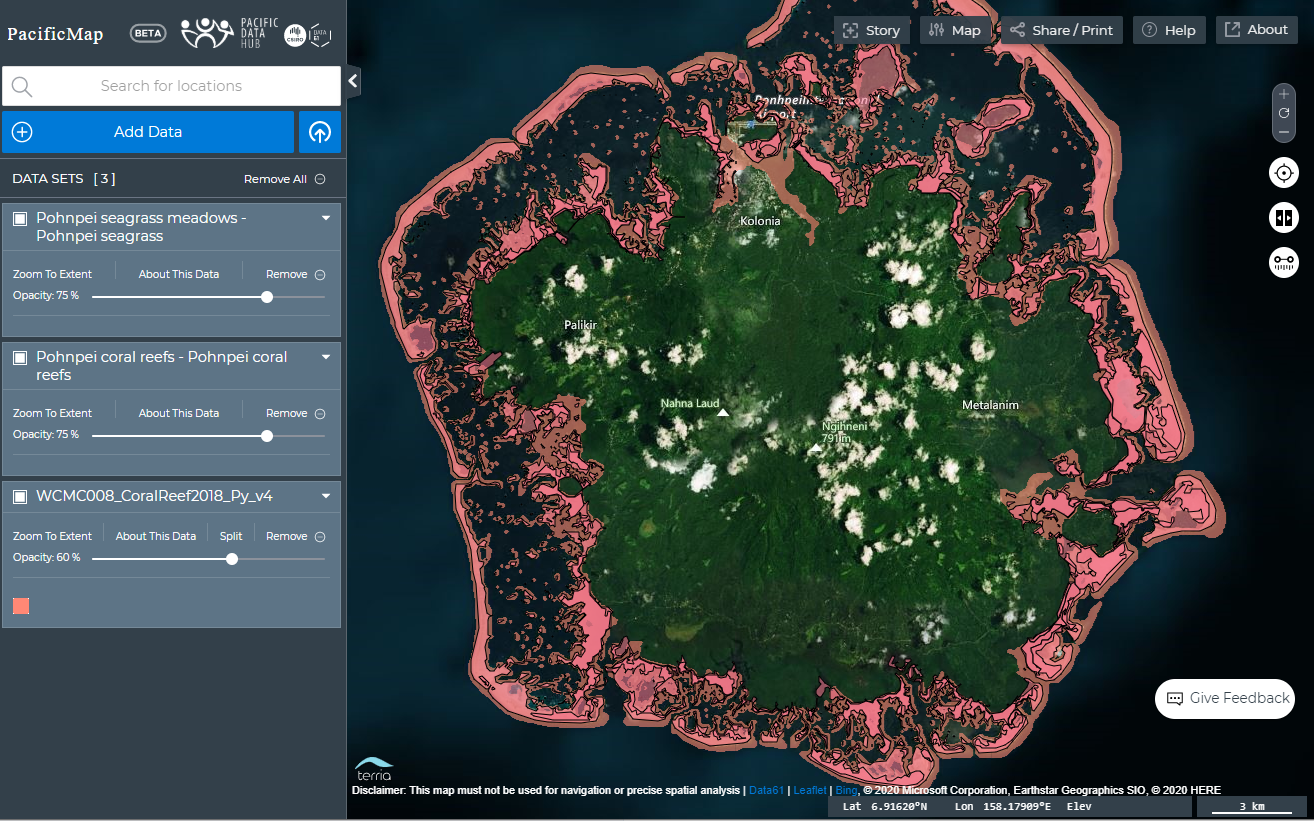 PacificMap
BETA
PACIFIC
DATA
HUB
CSIRO
DATA
61
Story
Map
Share / Print
Help
About
Search for locations
Add Data
DATA SETS [ 3 ]
Remove All
Pohnpei seagrass meadows -
Pohnpei seagrass
Zoom To Extent
About This Data
Remove
Opacity: 75 %
Pohnpei coral reefs - Pohnpei coral
reefs
Zoom To Extent
About This Data
Remove
Opacity: 75 %
WCMC008_CoralReef2018_Py_v4
Zoom To Extent
About This Data
Split
Remove
Opacity: 60 %
Kolonia
Palikir
Nahna Laud
Metalanim
Ngihneni
791m
Give Feedback
terria
Disclaimer: This map must not be used for navigation or precise spatial analysis | Data61 | Leaflet | Bing, © 2020 Microsoft Corporation, Earthstar Geographics SIO, © 2020 HERE
Lat 6.91620°N Lon 158.17909°E Elev
3 km